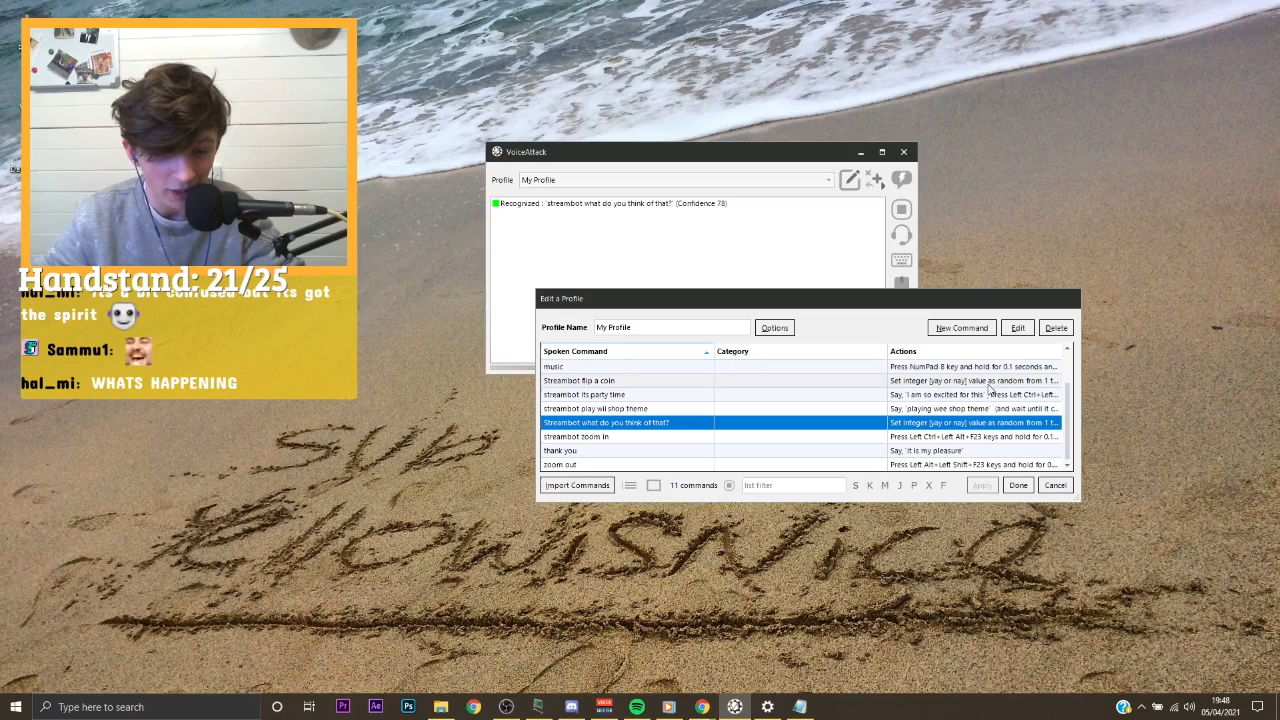 Handstand: 21/25
hal_mi: its a bit confused but its got
the spirit
Sammu1:
hal_mi: WHATS HAPPENING
VoiceAttack
Profile My Profile
Recognized : 'streambot what do you think of that?' (Confidence 78)
Edit a Profile
Profile Name My Profile Options New Command Edit Delete
Spoken Command Category Actions
music Press NumPad 8 key and hold for 0.1 seconds an...
Streambot flip a coin Set integer [yay or nay] value as random from 1 t...
streambot its party time Say, 'I am so excited for this' Press Left Ctrl+Left...
streambot play wii shop theme Say, 'playing wee shop theme' (and wait until it c...
Streambot what do you think of that? Set integer [yay or nay] value as random from 1 t...
streambot zoom in Press Left Ctrl+Left Alt+F23 keys and hold for 0.1...
thank you Say, 'it is my pleasure'
zoom out Press Left Alt+Left Shift+F23 keys and hold for 0....
Import Commands 11 commands list filter S K M J P X F Apply Done Cancel
SUP
YellowisNice
Type here to search Pr Ae Ps VOICE MEETER 19:48
05/04/2021